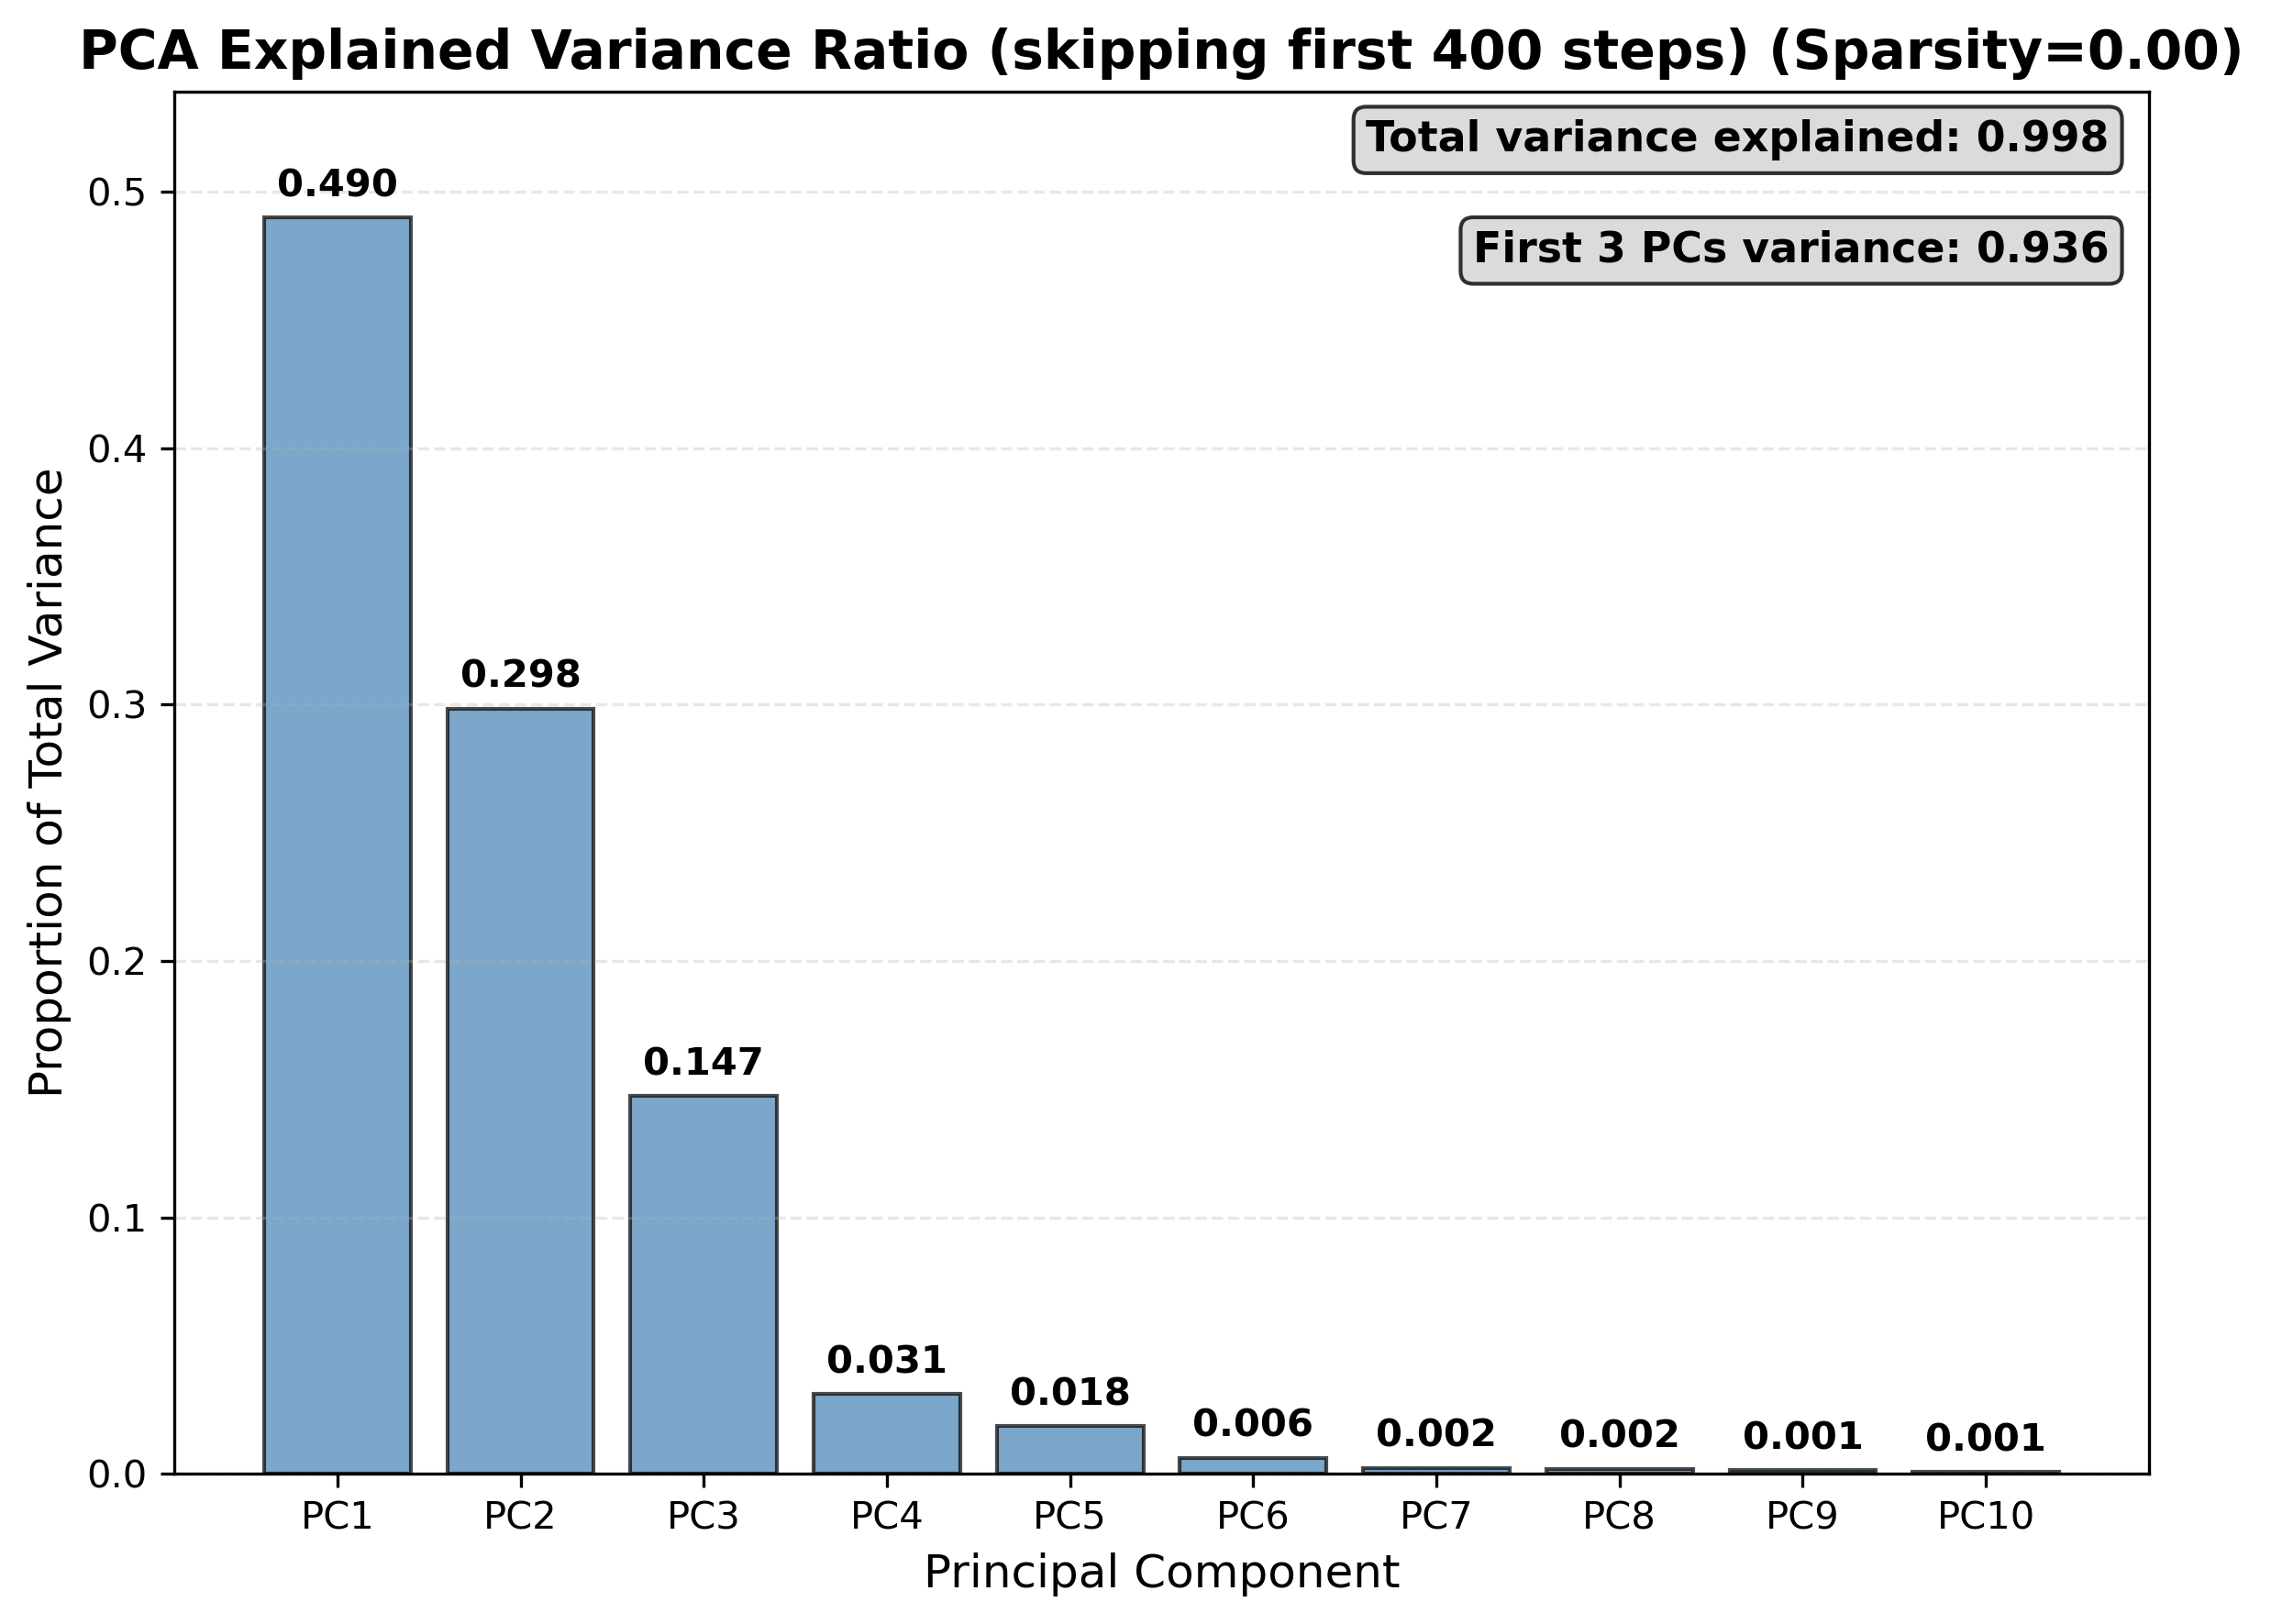 PCA Explained Variance Ratio (skipping first 400 steps) (Sparsity=0.00)
Total variance explained: 0.998
First 3 PCs variance: 0.936
Proportion of Total Variance
0.5
0.4
0.3
0.2
0.1
0.0
0.490
0.298
0.147
0.031
0.018
0.006
0.002
0.002
0.001
0.001
PC1
PC2
PC3
PC4
PC5
PC6
PC7
PC8
PC9
PC10
Principal Component